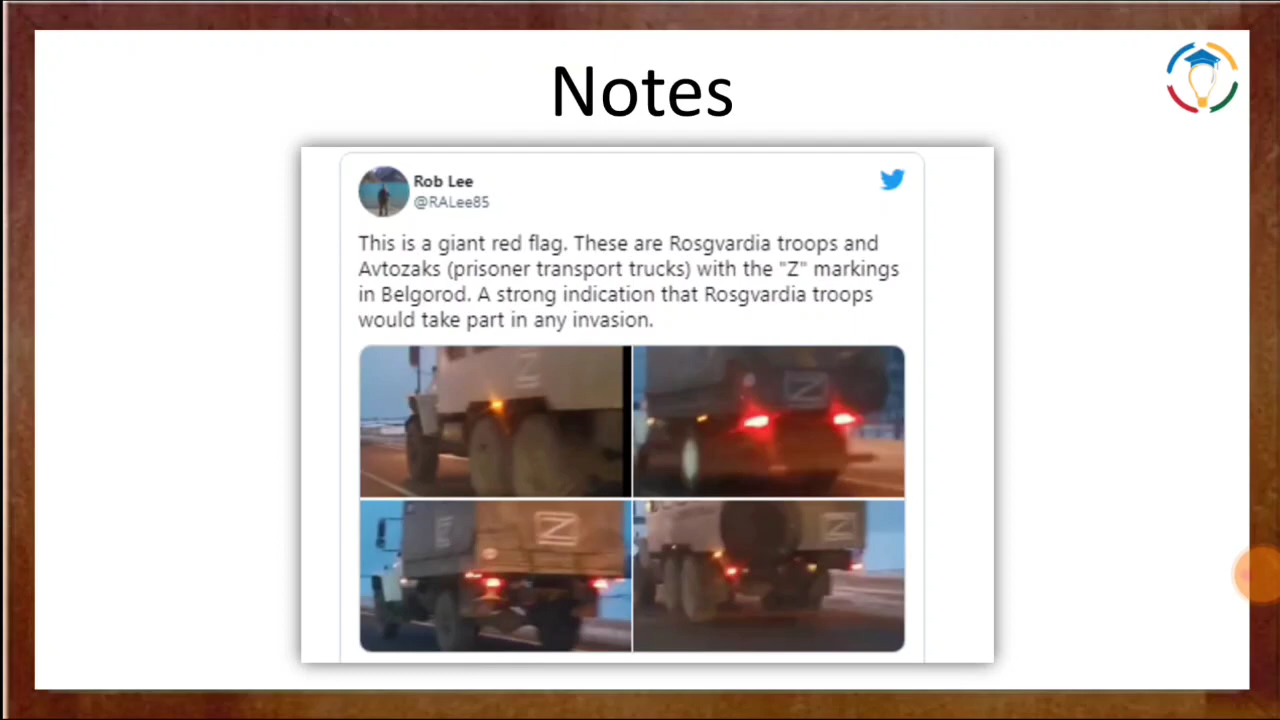 Notes
Rob Lee
@RALee85
This is a giant red flag. These are Rosgvardia troops and
Avtozaks (prisoner transport trucks) with the "Z" markings
in Belgorod. A strong indication that Rosgvardia troops
would take part in any invasion.
Z
Z
Z
Z
Z